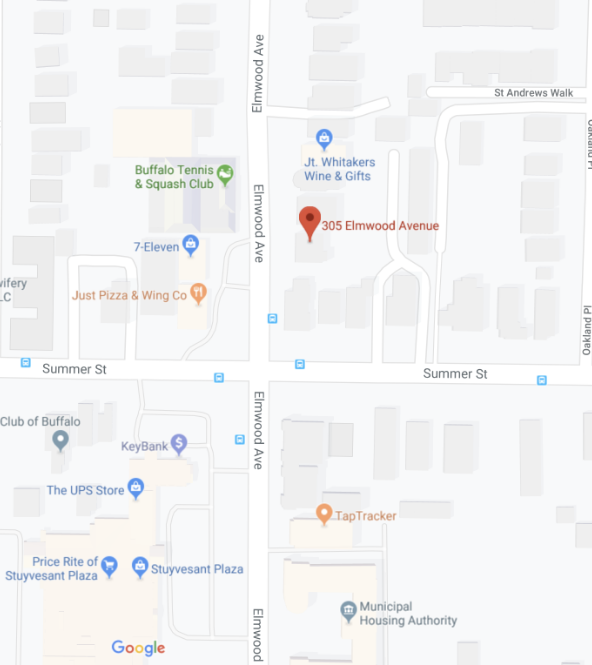 Elmwood Ave
St Andrews Walk
Oakland Pl
Jt. Whitakers
Wine & Gifts
Buffalo Tennis
& Squash Club
Elmwood Ave
305 Elmwood Avenue
7-Eleven
wifery
LC
Just Pizza & Wing Co
Oakland Pl
Summer St
Summer St
Elmwood Ave
Club of Buffalo
KeyBank
The UPS Store
TapTracker
Price Rite of
Stuyvesant Plaza
Stuyvesant Plaza
Municipal
Housing Authority
Elmwood
Google